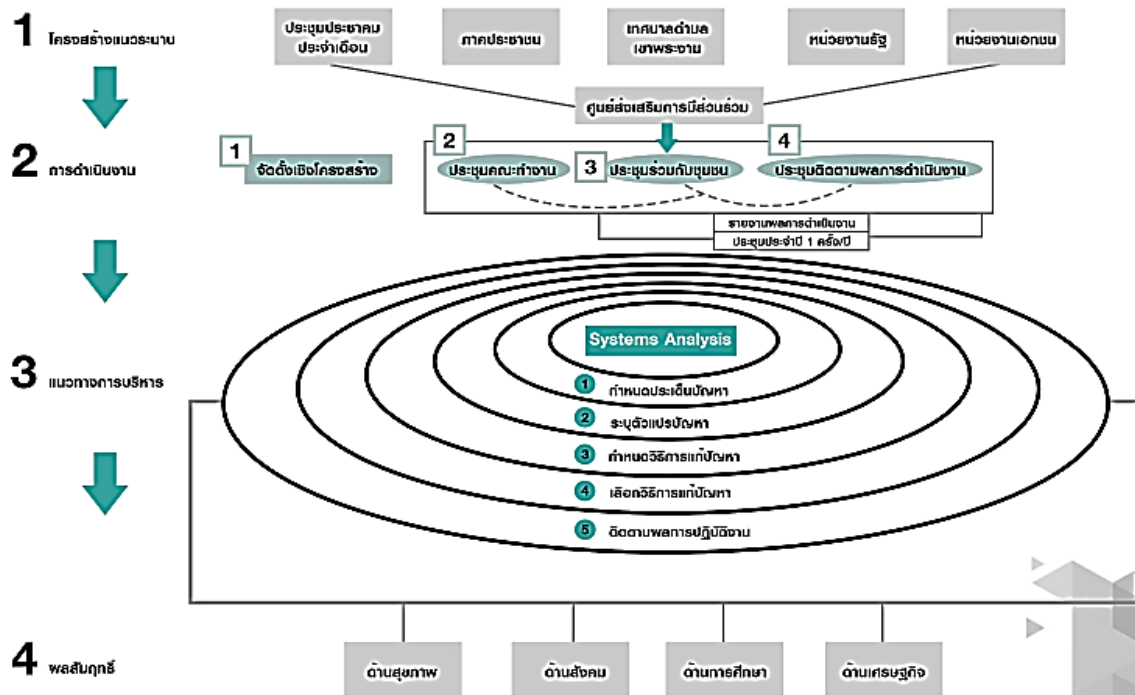 1 โครงสร้างแนวระนาบ
ประชุมประชาคม
ประจำเดือน
ภาคประชาชน
เทศบาลตำบล
เขาพระงาม
หน่วยงานรัฐ
หน่วยงานเอกชน
ศูนย์ส่งเสริมการมีส่วนร่วม
2 การดำเนินงาน
1
จัดตั้งเชิงโครงสร้าง
2
ประชุมคณะทำงาน
3
ประชุมร่วมกับชุมชน
4
ประชุมติดตามผลการดำเนินงาน
รายงานผลการดำเนินงาน
ประชุมประจำปี 1 ครั้ง/ปี
3 แนวทางการบริหาร
Systems Analysis
1 กำหนดประเด็นปัญหา
2 ระบุตัวแปรปัญหา
3 กำหนดวิธีการแก้ปัญหา
4 เลือกวิธีการแก้ปัญหา
5 ติดตามผลการปฏิบัติงาน
4 ผลสัมฤทธิ์
ด้านสุขภาพ
ด้านสังคม
ด้านการศึกษา
ด้านเศรษฐกิจ